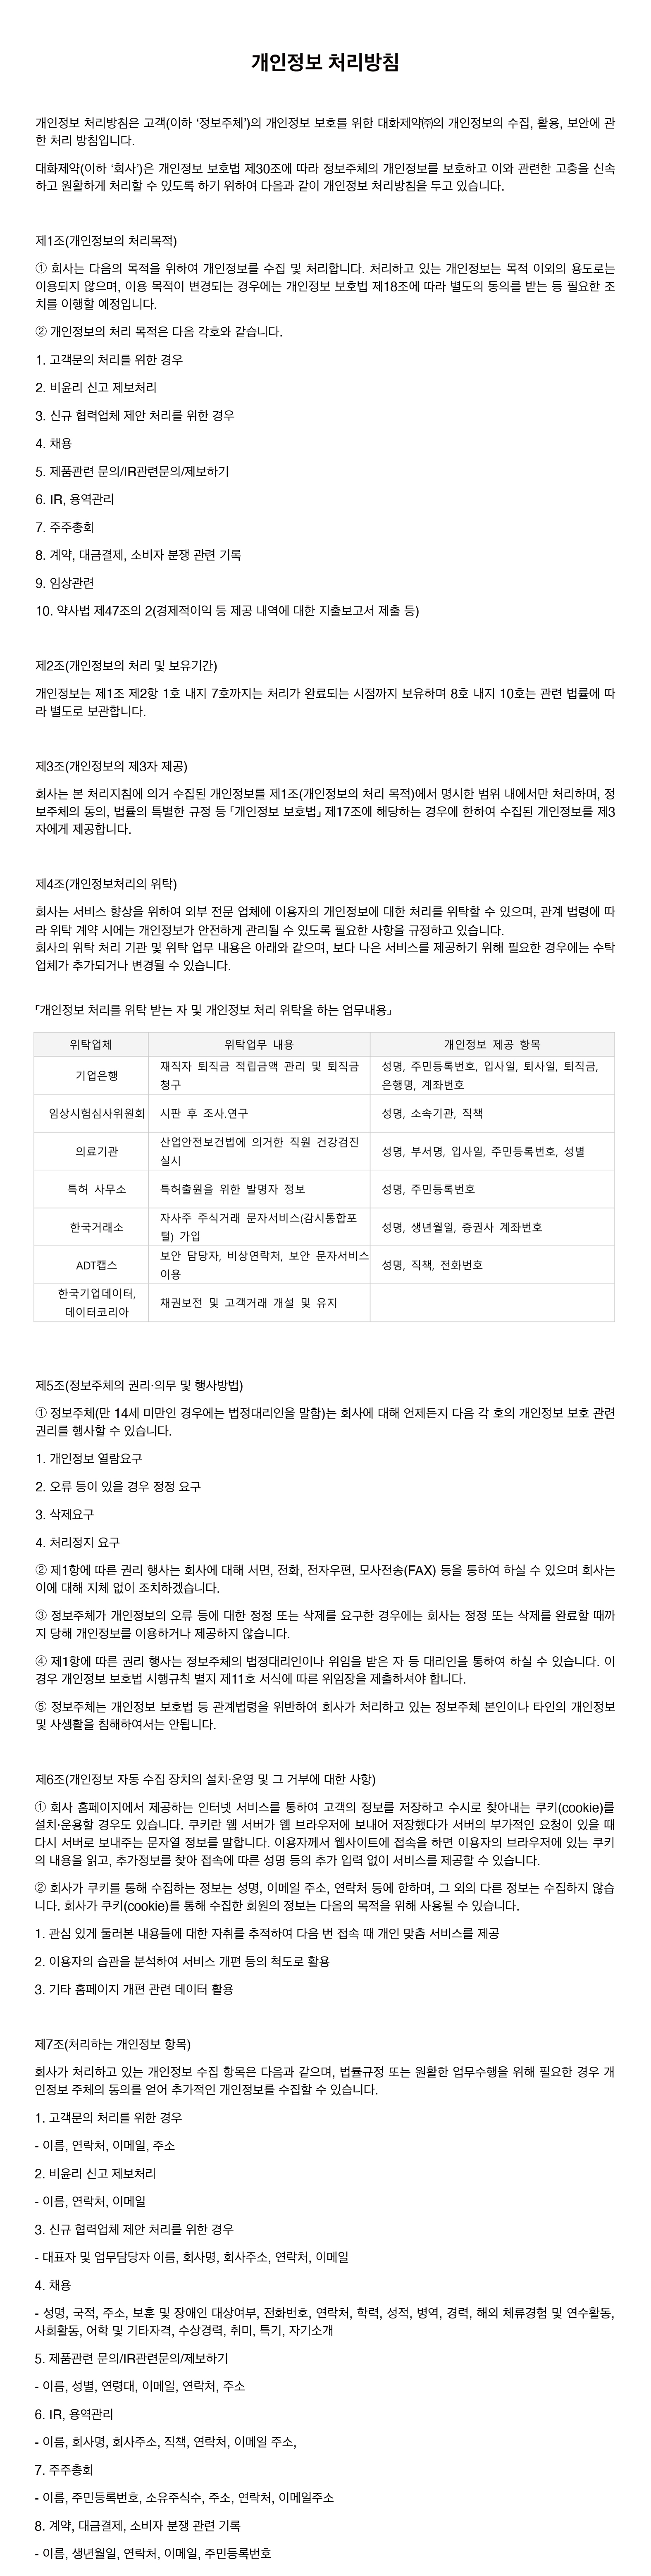 개인정보 처리방침
개인정보 처리방침은 고객(이하 ‘정보주체’)의 개인정보 보호를 위한 대화제약㈜의 개인정보의 수집, 활용, 보안에 관
한 처리 방침입니다.
대화제약(이하 ‘회사’)은 개인정보 보호법 제30조에 따라 정보주체의 개인정보를 보호하고 이와 관련한 고충을 신속
하고 원활하게 처리할 수 있도록 하기 위하여 다음과 같이 개인정보 처리방침을 두고 있습니다.
제1조(개인정보의 처리목적)
① 회사는 다음의 목적을 위하여 개인정보를 수집 및 처리합니다. 처리하고 있는 개인정보는 목적 이외의 용도로는
이용되지 않으며, 이용 목적이 변경되는 경우에는 개인정보 보호법 제18조에 따라 별도의 동의를 받는 등 필요한 조
치를 이행할 예정입니다.
② 개인정보의 처리 목적은 다음 각호와 같습니다.
1. 고객문의 처리를 위한 경우
2. 비윤리 신고 제보처리
3. 신규 협력업체 제안 처리를 위한 경우
4. 채용
5. 제품관련 문의/IR관련문의/제보하기
6. IR, 용역관리
7. 주주총회
8. 계약, 대금결제, 소비자 분쟁 관련 기록
9. 임상관련
10. 약사법 제47조의 2(경제적이익 등 제공 내역에 대한 지출보고서 제출 등)
제2조(개인정보의 처리 및 보유기간)
개인정보는 제1조 제2항 1호 내지 7호까지는 처리가 완료되는 시점까지 보유하며 8호 내지 10호는 관련 법률에 따
라 별도로 보관합니다.
제3조(개인정보의 제3자 제공)
회사는 본 처리지침에 의거 수집된 개인정보를 제1조(개인정보의 처리 목적)에서 명시한 범위 내에서만 처리하며, 정
보주체의 동의, 법률의 특별한 규정 등 ｢개인정보 보호법｣ 제17조에 해당하는 경우에 한하여 수집된 개인정보를 제3
자에게 제공합니다.
제4조(개인정보처리의 위탁)
회사는 서비스 향상을 위하여 외부 전문 업체에 이용자의 개인정보에 대한 처리를 위탁할 수 있으며, 관계 법령에 따
라 위탁 계약 시에는 개인정보가 안전하게 관리될 수 있도록 필요한 사항을 규정하고 있습니다.
회사의 위탁 처리 기관 및 위탁 업무 내용은 아래와 같으며, 보다 나은 서비스를 제공하기 위해 필요한 경우에는 수탁
업체가 추가되거나 변경될 수 있습니다.
｢개인정보 처리를 위탁 받는 자 및 개인정보 처리 위탁을 하는 업무내용｣
위탁업체 위탁업무 내용 개인정보 제공 항목
기업은행 재직자 퇴직금 적립금액 관리 및 퇴직금 성명, 주민등록번호, 입사일, 퇴사일, 퇴직금,
청구 은행명, 계좌번호
임상시험심사위원회 시판 후 조사.연구 성명, 소속기관, 직책
의료기관 산업안전보건법에 의거한 직원 건강검진 성명, 부서명, 입사일, 주민등록번호, 성별
실시
특허 사무소 특허출원을 위한 발명자 정보 성명, 주민등록번호
한국거래소 자사주 주식거래 문자서비스(감시통합포 성명, 생년월일, 증권사 계좌번호
털) 가입
ADT캡스 보안 담당자, 비상연락처, 보안 문자서비스 성명, 직책, 전화번호
이용
한국기업데이터, 채권보전 및 고객거래 개설 및 유지
데이터코리아
제5조(정보주체의 권리·의무 및 행사방법)
① 정보주체(만 14세 미만인 경우에는 법정대리인을 말함)는 회사에 대해 언제든지 다음 각 호의 개인정보 보호 관련
권리를 행사할 수 있습니다.
1. 개인정보 열람요구
2. 오류 등이 있을 경우 정정 요구
3. 삭제요구
4. 처리정지 요구
② 제1항에 따른 권리 행사는 회사에 대해 서면, 전화, 전자우편, 모사전송(FAX) 등을 통하여 하실 수 있으며 회사는
이에 대해 지체 없이 조치하겠습니다.
③ 정보주체가 개인정보의 오류 등에 대한 정정 또는 삭제를 요구한 경우에는 회사는 정정 또는 삭제를 완료할 때까
지 당해 개인정보를 이용하거나 제공하지 않습니다.
④ 제1항에 따른 권리 행사는 정보주체의 법정대리인이나 위임을 받은 자 등 대리인을 통하여 하실 수 있습니다. 이
경우 개인정보 보호법 시행규칙 별지 제11호 서식에 따른 위임장을 제출하셔야 합니다.
⑤ 정보주체는 개인정보 보호법 등 관계법령을 위반하여 회사가 처리하고 있는 정보주체 본인이나 타인의 개인정보
및 사생활을 침해하여서는 안됩니다.
제6조(개인정보 자동 수집 장치의 설치·운영 및 그 거부에 대한 사항)
① 회사 홈페이지에서 제공하는 인터넷 서비스를 통하여 고객의 정보를 저장하고 수시로 찾아내는 쿠키(cookie)를
설치·운용할 경우도 있습니다. 쿠키란 웹 서버가 웹 브라우저에 보내어 저장했다가 서버의 부가적인 요청이 있을 때
다시 서버로 보내주는 문자열 정보를 말합니다. 이용자께서 웹사이트에 접속을 하면 이용자의 브라우저에 있는 쿠키
의 내용을 읽고, 추가정보를 찾아 접속에 따른 성명 등의 추가 입력 없이 서비스를 제공할 수 있습니다.
② 회사가 쿠키를 통해 수집하는 정보는 성명, 이메일 주소, 연락처 등에 한하며, 그 외의 다른 정보는 수집하지 않습
니다. 회사가 쿠키(cookie)를 통해 수집한 회원의 정보는 다음의 목적을 위해 사용될 수 있습니다.
1. 관심 있게 둘러본 내용들에 대한 자취를 추적하여 다음 번 접속 때 개인 맞춤 서비스를 제공
2. 이용자의 습관을 분석하여 서비스 개편 등의 척도로 활용
3. 기타 홈페이지 개편 관련 데이터 활용
제7조(처리하는 개인정보 항목)
회사가 처리하고 있는 개인정보 수집 항목은 다음과 같으며, 법률규정 또는 원활한 업무수행을 위해 필요한 경우 개
인정보 주체의 동의를 얻어 추가적인 개인정보를 수집할 수 있습니다.
1. 고객문의 처리를 위한 경우
- 이름, 연락처, 이메일, 주소
2. 비윤리 신고 제보처리
- 이름, 연락처, 이메일
3. 신규 협력업체 제안 처리를 위한 경우
- 대표자 및 업무담당자 이름, 회사명, 회사주소, 연락처, 이메일
4. 채용
- 성명, 국적, 주소, 보훈 및 장애인 대상여부, 전화번호, 연락처, 학력, 성적, 병역, 경력, 해외 체류경험 및 연수활동,
사회활동, 어학 및 기타자격, 수상경력, 취미, 특기, 자기소개
5. 제품관련 문의/IR관련문의/제보하기
- 이름, 성별, 연령대, 이메일, 연락처, 주소
6. IR, 용역관리
- 이름, 회사명, 회사주소, 직책, 연락처, 이메일 주소,
7. 주주총회
- 이름, 주민등록번호, 소유주식수, 주소, 연락처, 이메일주소
8. 계약, 대금결제, 소비자 분쟁 관련 기록
- 이름, 생년월일, 연락처, 이메일, 주민등록번호